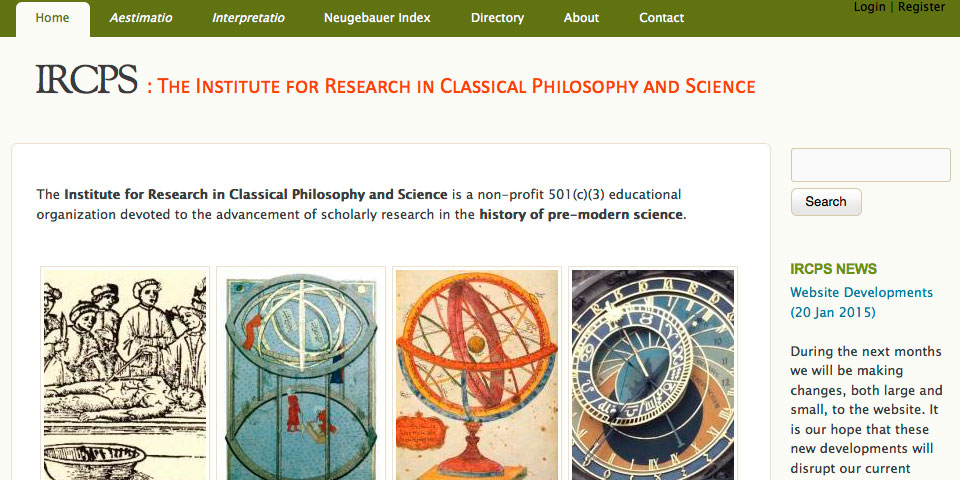 Home Aestimatio Interpretatio Neugebauer Index Directory About Contact
Login | Register
IRCPS : The Institute for Research in Classical Philosophy and Science
The Institute for Research in Classical Philosophy and Science is a non-profit 501(c)(3) educational
organization devoted to the advancement of scholarly research in the history of pre-modern science.
Search
IRCPS NEWS
Website Developments
(20 Jan 2015)
During the next months
we will be making
changes, both large and
small, to the website. It
is our hope that these
new developments will
disrupt our current